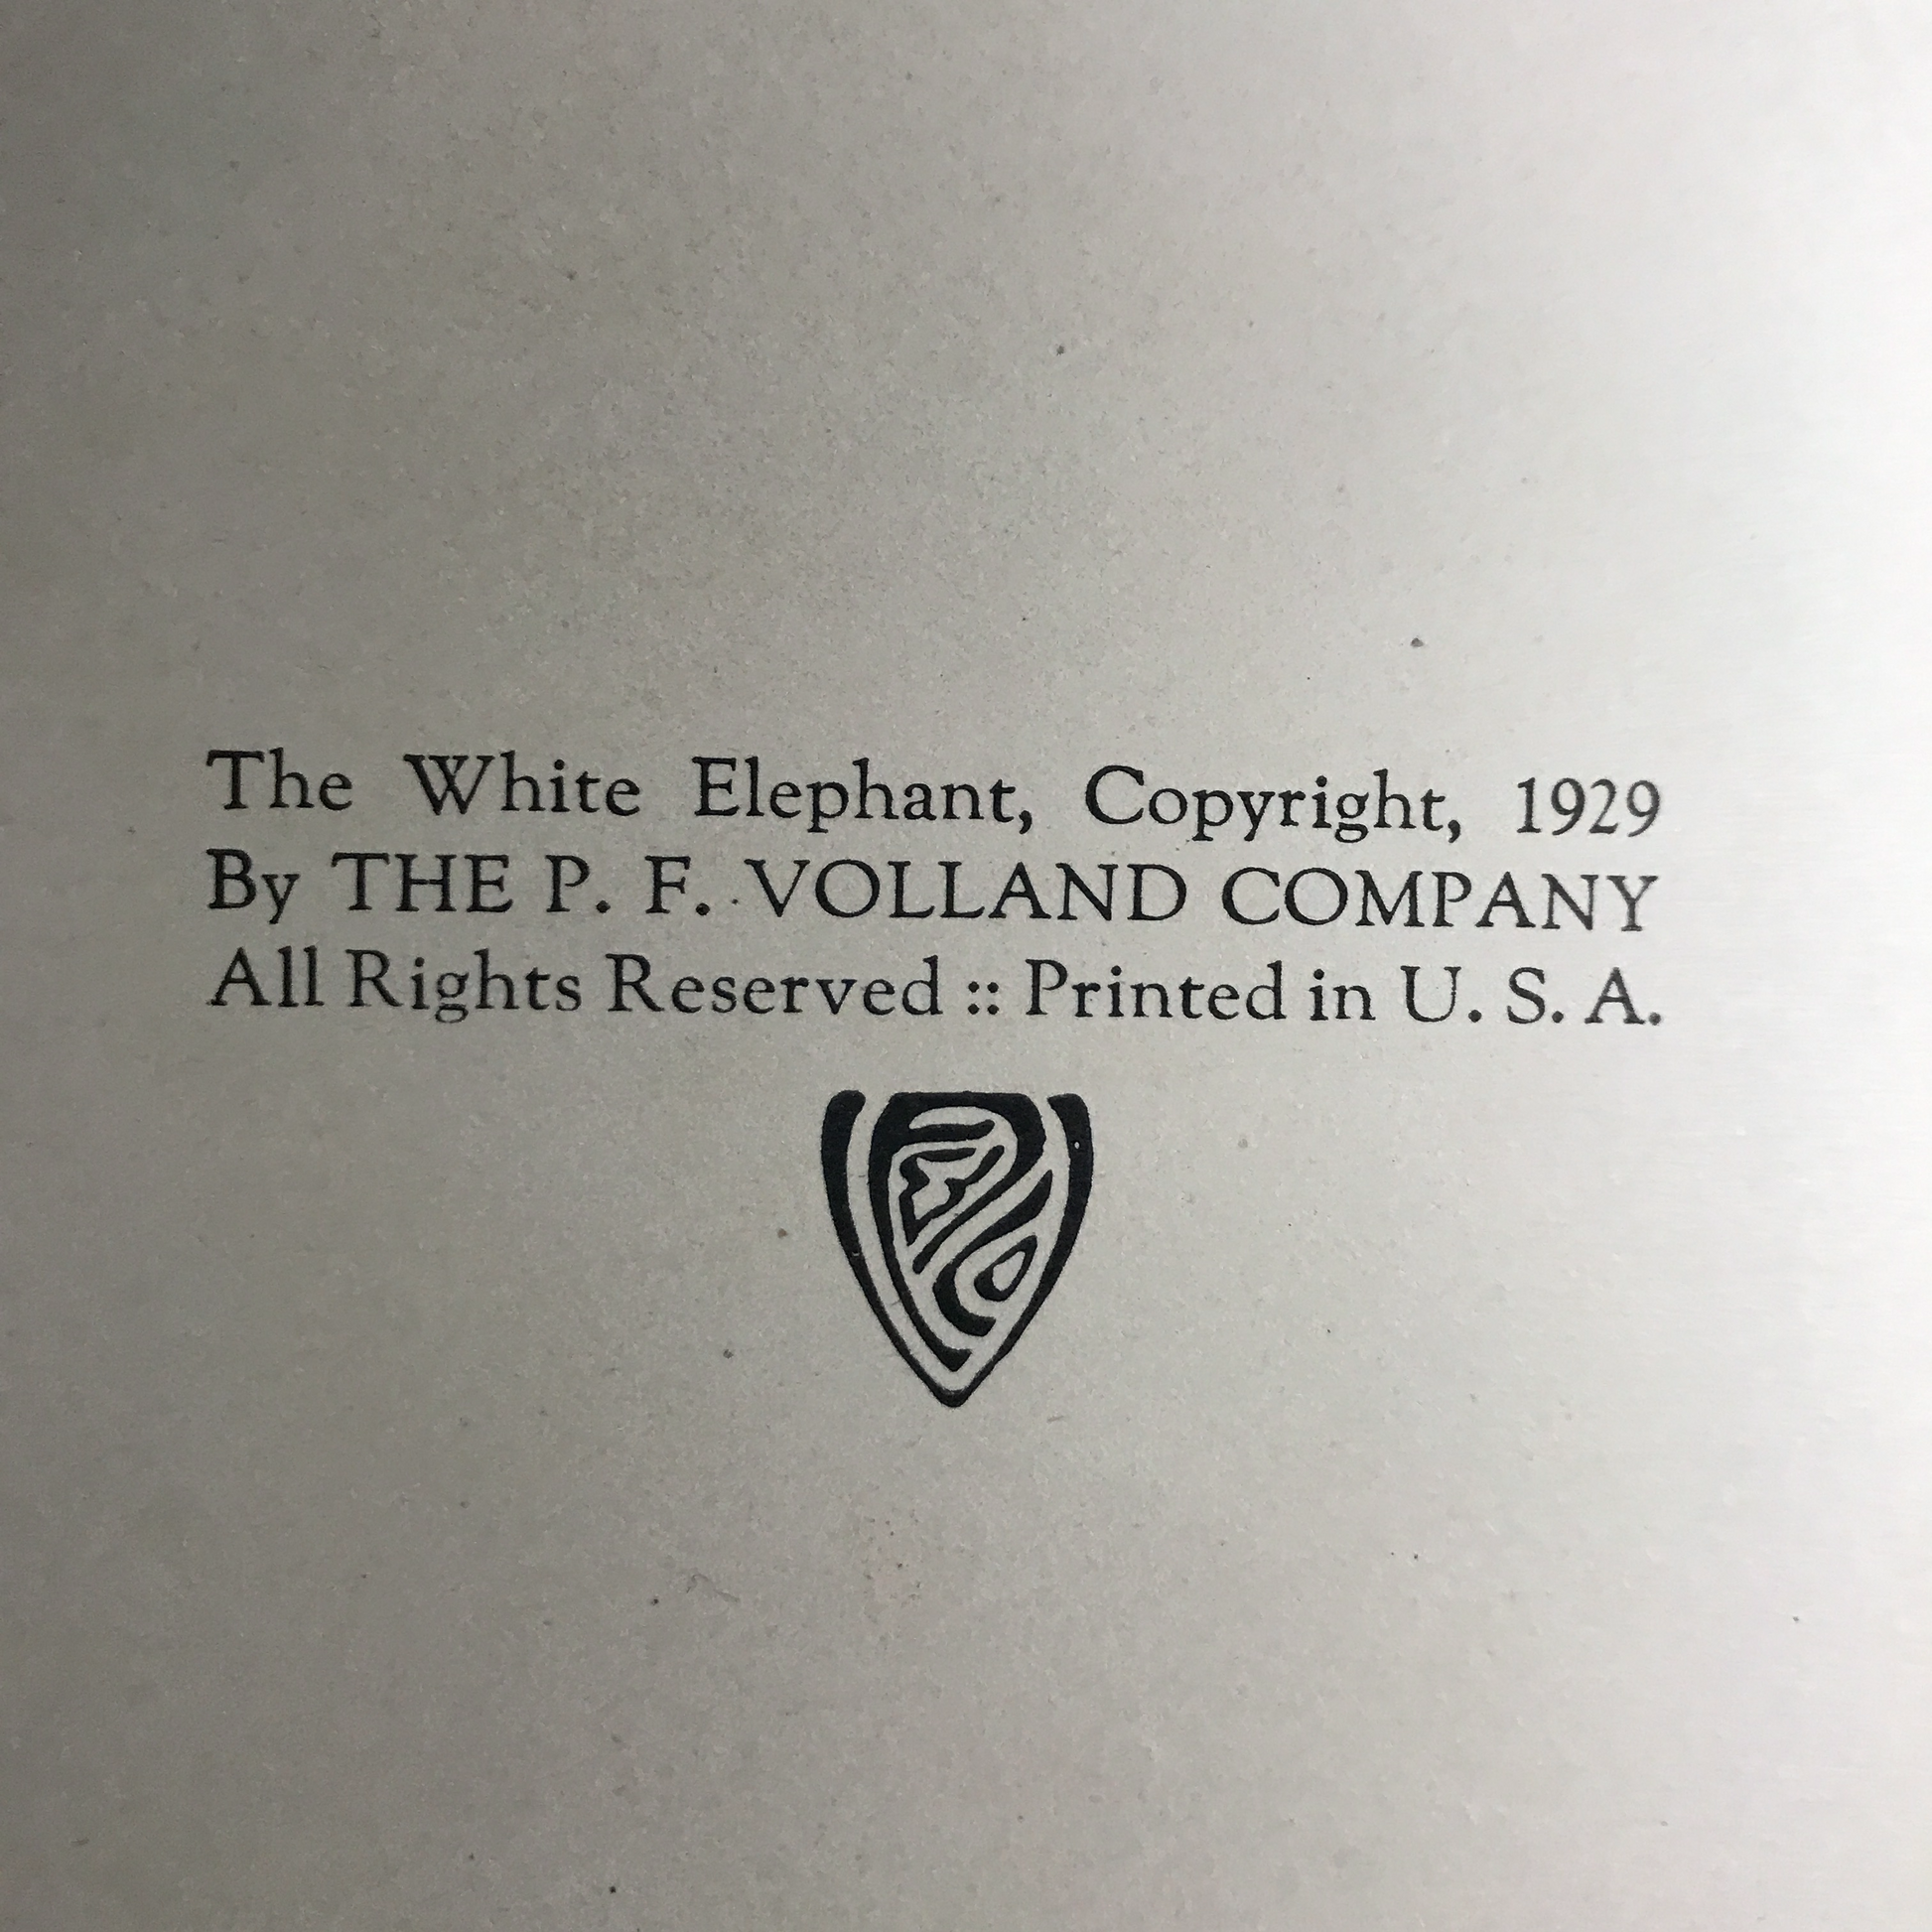 The White Elephant, Copyright, 1929
By THE P. F. VOLLAND COMPANY
All Rights Reserved :: Printed in U. S. A.